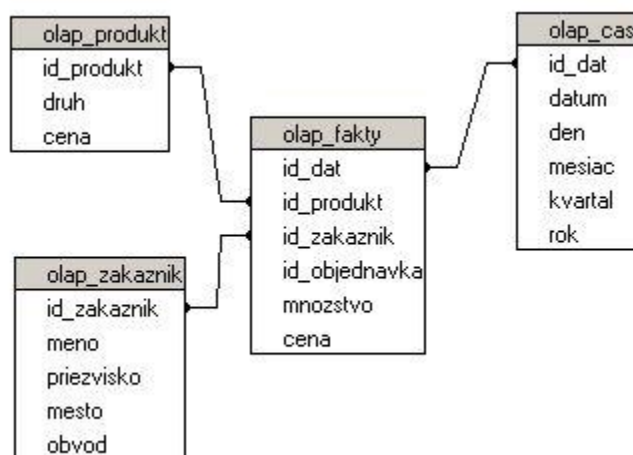 olap_produkt
id_produkt
druh
cena
olap_zakaznik
id_zakaznik
meno
priezvisko
mesto
obvod
olap_fakty
id_dat
id_produkt
id_zakaznik
id_objednavka
mnozstvo
cena
olap_cas
id_dat
datum
den
mesiac
kvartal
rok